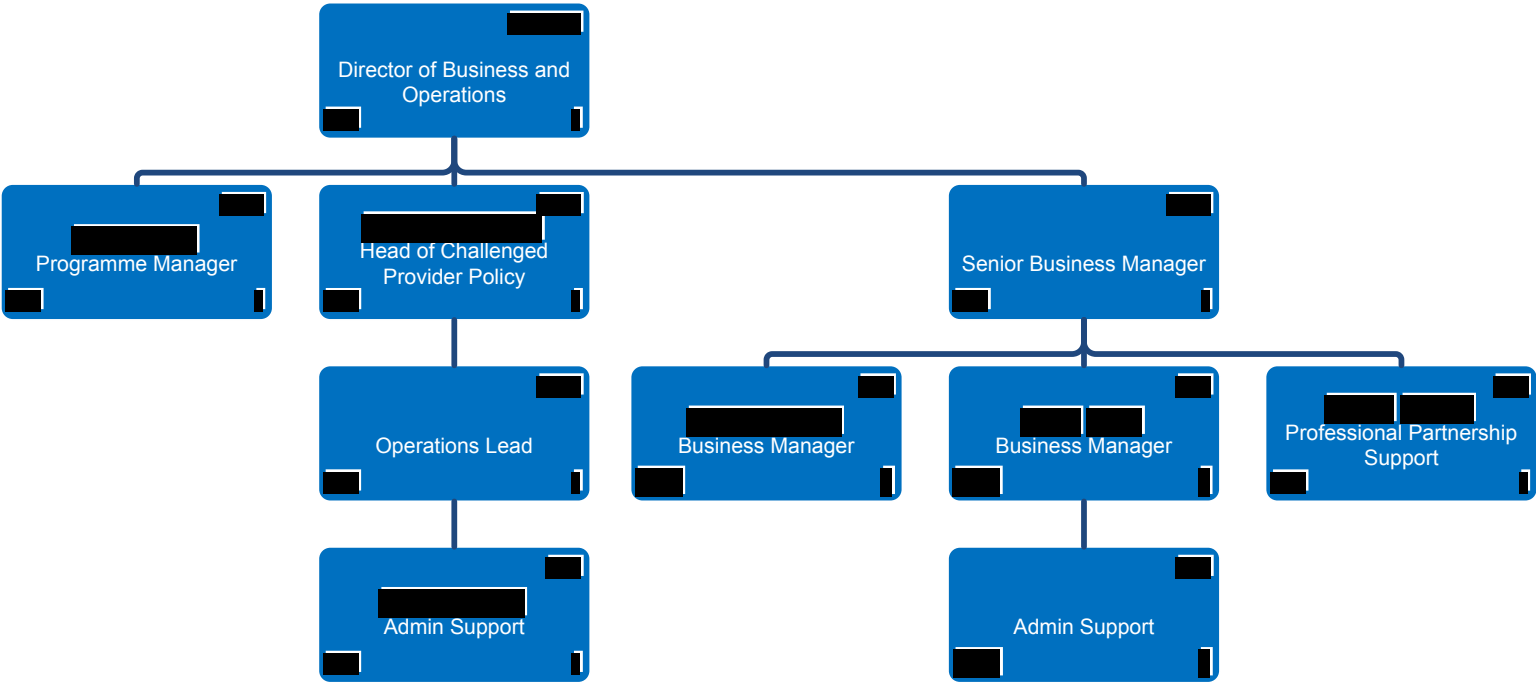 Director of Business and
Operations
Programme Manager
Head of Challenged
Provider Policy
Senior Business Manager
Operations Lead
Business Manager
Business Manager
Professional Partnership
Support
Admin Support
Admin Support